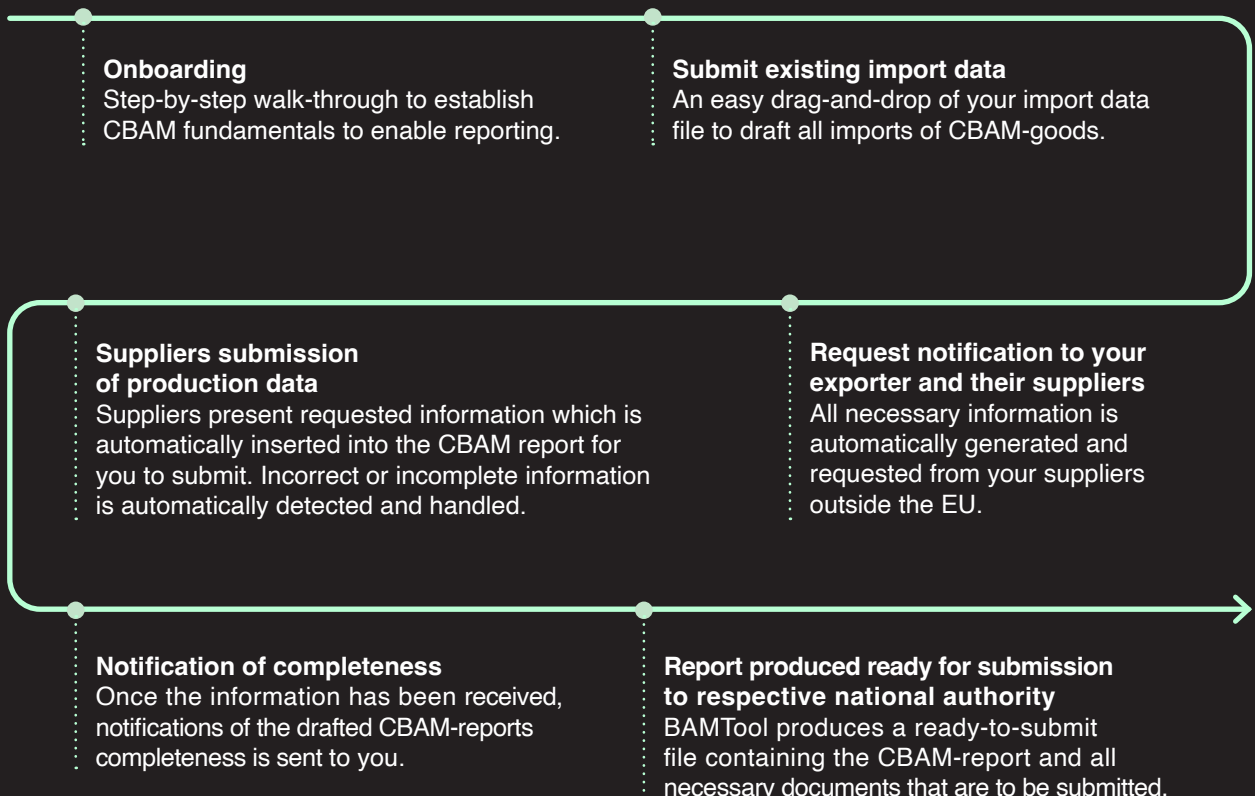 Onboarding
Step-by-step walk-through to establish
CBAM fundamentals to enable reporting.
Submit existing import data
An easy drag-and-drop of your import data
file to draft all imports of CBAM-goods.
Request notification to your
exporter and their suppliers
All necessary information is
automatically generated and
requested from your suppliers
outside the EU.
Suppliers submission
of production data
Suppliers present requested information which is
automatically inserted into the CBAM report for
you to submit. Incorrect or incomplete information
is automatically detected and handled.
Notification of completeness
Once the information has been received,
notifications of the drafted CBAM-reports
completeness is sent to you.
Report produced ready for submission
to respective national authority
BAMTool produces a ready-to-submit
file containing the CBAM-report and all
necessary documents that are to be submitted.